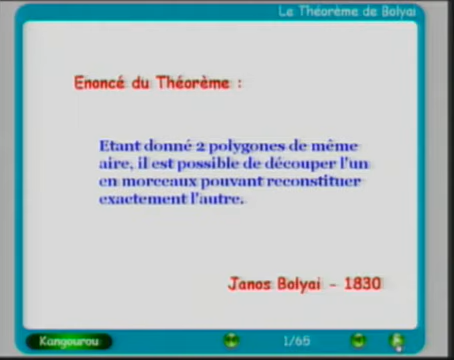 Le Théorème de Bolyai
Enoncé du Théorème :
Etant donné 2 polygones de même
aire, il est possible de découper l'un
en morceaux pouvant reconstituer
exactement l'autre.
Janos Bolyai - 1830
Kangourou
1/65